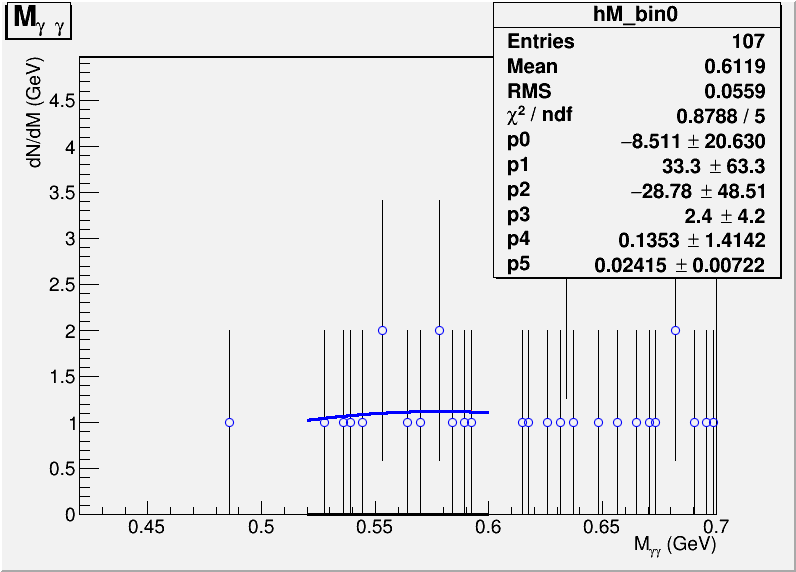 Mγ γ
hM_bin0
Entries 107
Mean 0.6119
RMS 0.0559
χ² / ndf 0.8788 / 5
p0 −8.511 ± 20.630
p1 33.3 ± 63.3
p2 −28.78 ± 48.51
p3 2.4 ± 4.2
p4 0.1353 ± 1.4142
p5 0.02415 ± 0.00722
dN/dM (GeV)
4.5
4
3.5
3
2.5
2
1.5
1
0.5
0
0.45 0.5 0.55 0.6 0.65 0.7
Mγγ (GeV)